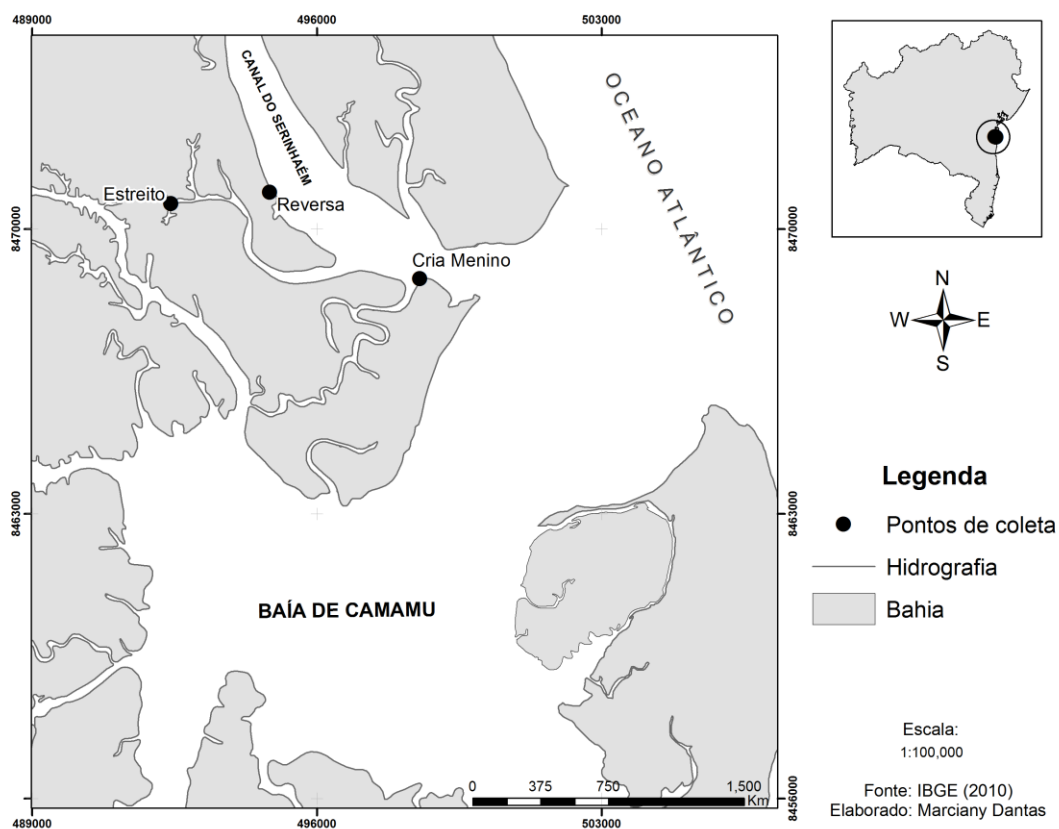 489000
496000
503000
CANAL DO SERINHAÉM
OCEANO ATLÂNTICO
Estreito
Reversa
8470000
8470000
Cria Menino
N
W
E
S
8463000
8463000
BAÍA DE CAMAMU
Legenda
Pontos de coleta
Hidrografia
Bahia
Escala:
1:100,000
0
375
750
1,500
Km
Fonte: IBGE (2010)
Elaborado: Marciany Dantas
8456000
8456000
489000
496000
503000